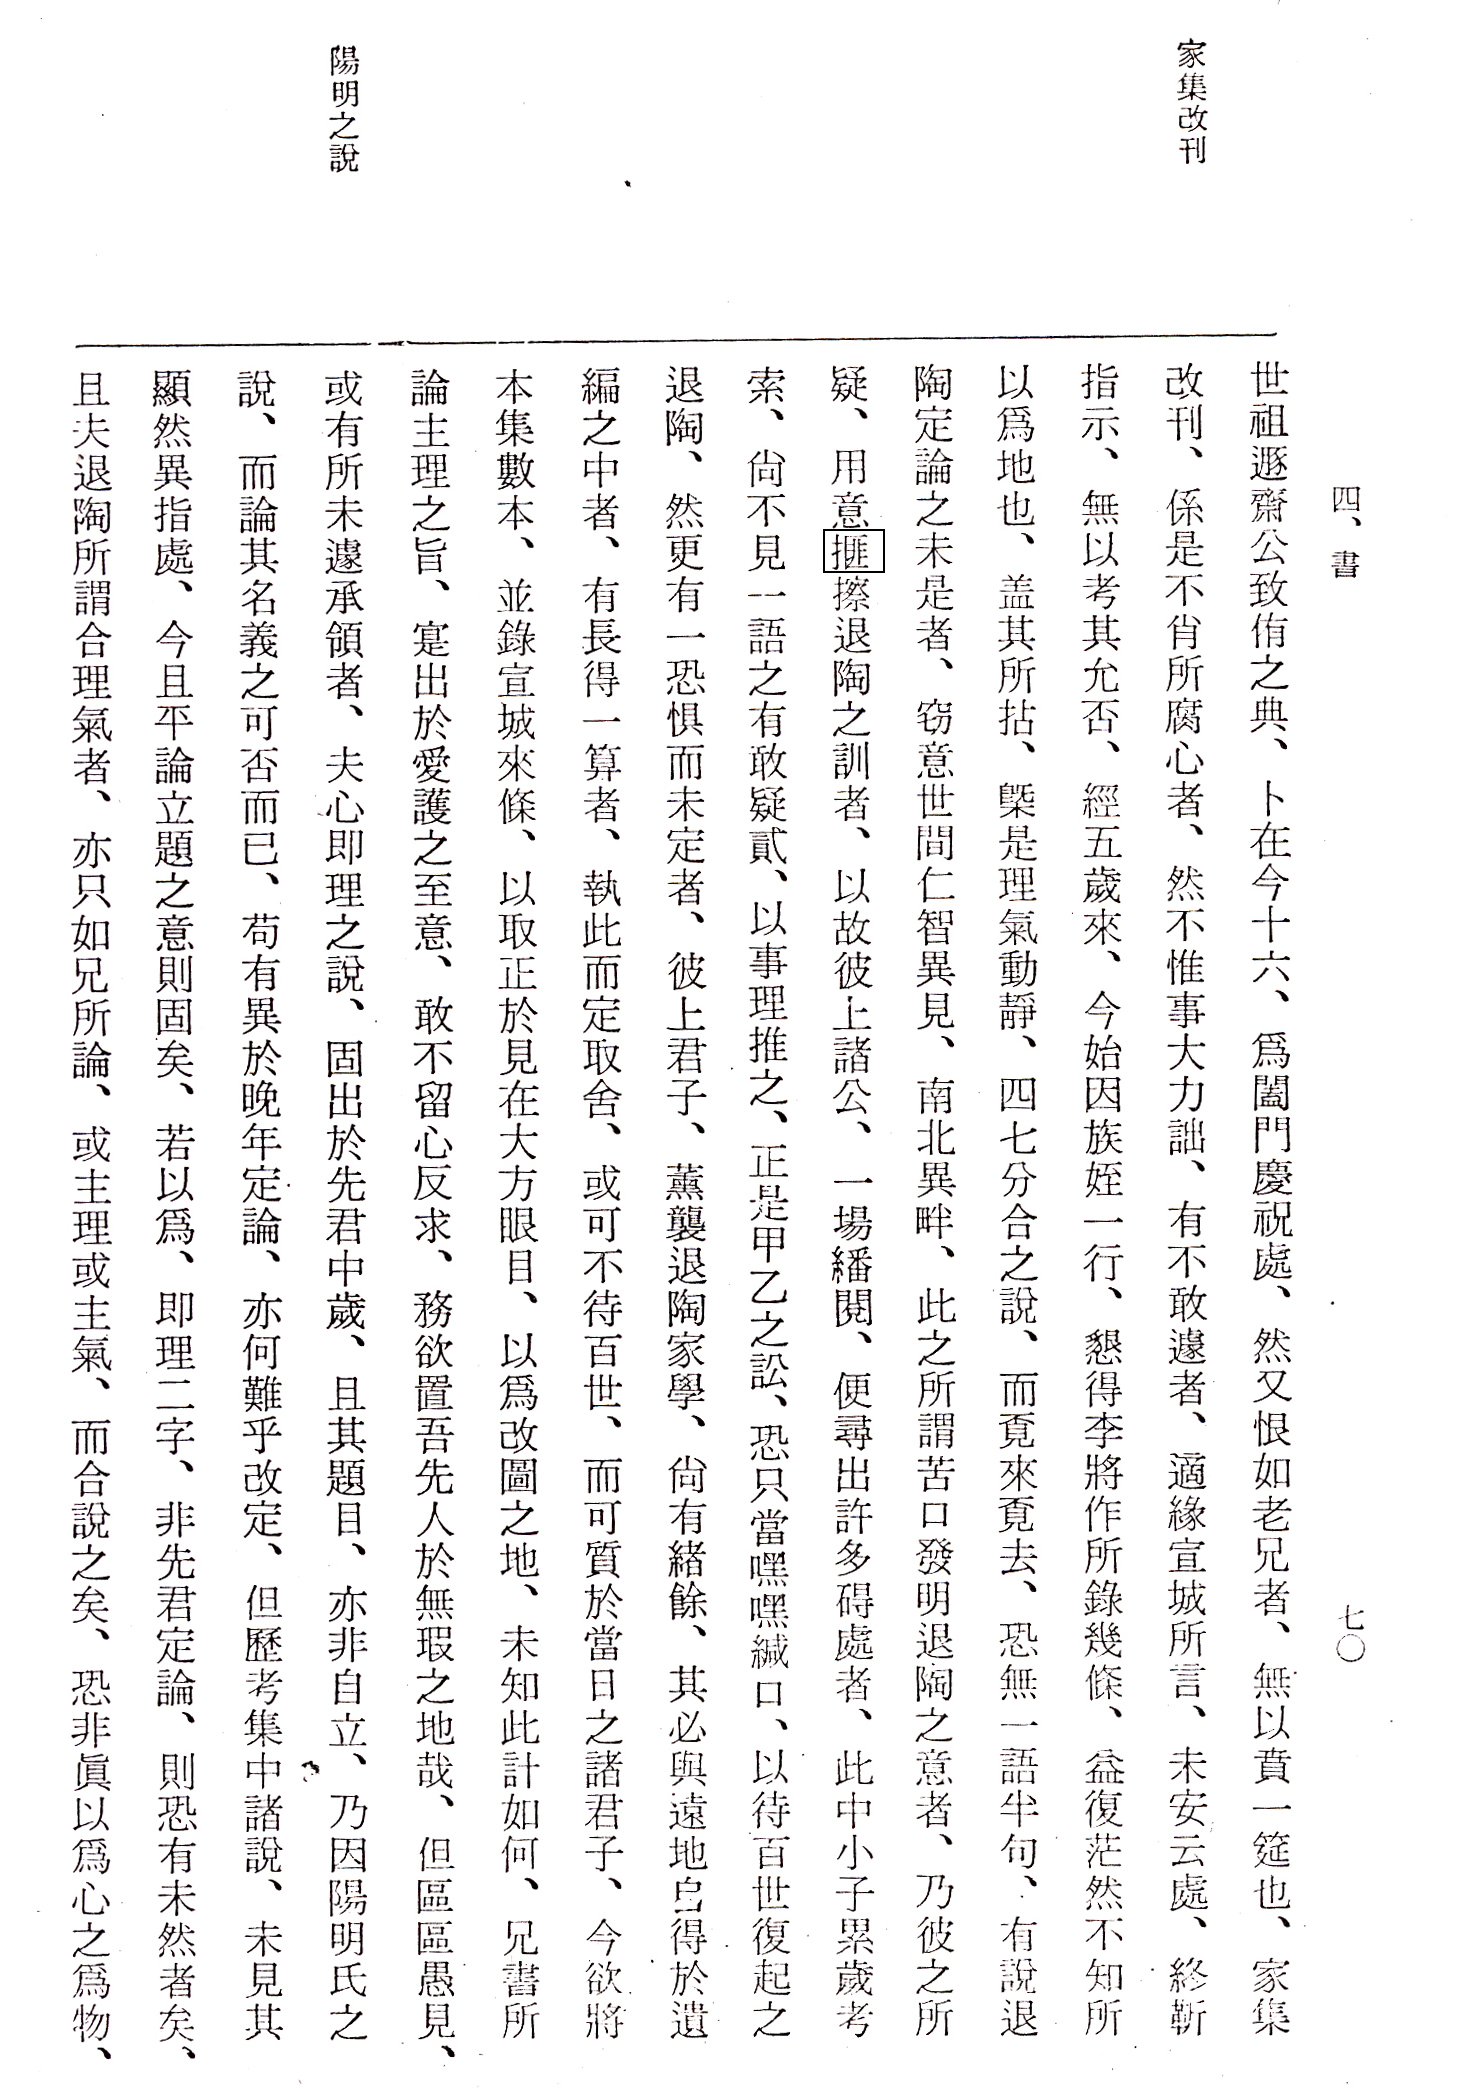 家集改刊
陽明之說
四、書
七〇
世祖遯齋公致侑之典、卜在今十六、爲闔門慶祝處、然又恨如老兄者、無以賁一筵也、家集
改刊、係是不肖所腐心者、然不惟事大力詘、有不敢遽者、適緣宣城所言、未安云處、終靳
指示、無以考其允否、經五歲來、今始因族姪一行、懇得李將作所錄幾條、益復茫然不知所
以爲地也、盖其所拈、槩是理氣動靜、四七分合之說、而覔來覔去、恐無一語半句、有說退
陶定論之未是者、窃意世間仁智異見、南北異畔、此之所謂苦口發明退陶之意者、乃彼之所
疑、用意擓擦退陶之訓者、以故彼上諸公、一場繙閱、便尋出許多碍處者、此中小子累歲考
索、尙不見一語之有敢疑貳、以事理推之、正是甲乙之訟、恐只當嘿嘿緘口、以待百世復起之
退陶、然更有一恐惧而未定者、彼上君子、薰襲退陶家學、尙有緖餘、其必與遠地自得於遺
編之中者、有長得一算者、執此而定取舍、或可不待百世、而可質於當日之諸君子、今欲將
本集數本、並錄宣城來條、以取正於見在大方眼目、以爲改圖之地、未知此計如何、兄書所
論主理之旨、寔出於愛護之至意、敢不留心反求、務欲置吾先人於無瑕之地哉、但區區愚見、
或有所未遽承領者、夫心即理之說、固出於先君中歲、且其題目、亦非自立、乃因陽明氏之
說、而論其名義之可否而已、苟有異於晚年定論、亦何難乎改定、但歷考集中諸說、未見其
顯然異指處、今且平論立題之意則固矣、若以爲、即理二字、非先君定論、則恐有未然者矣、
且夫退陶所謂合理氣者、亦只如兄所論、或主理或主氣、而合說之矣、恐非眞以爲心之爲物、